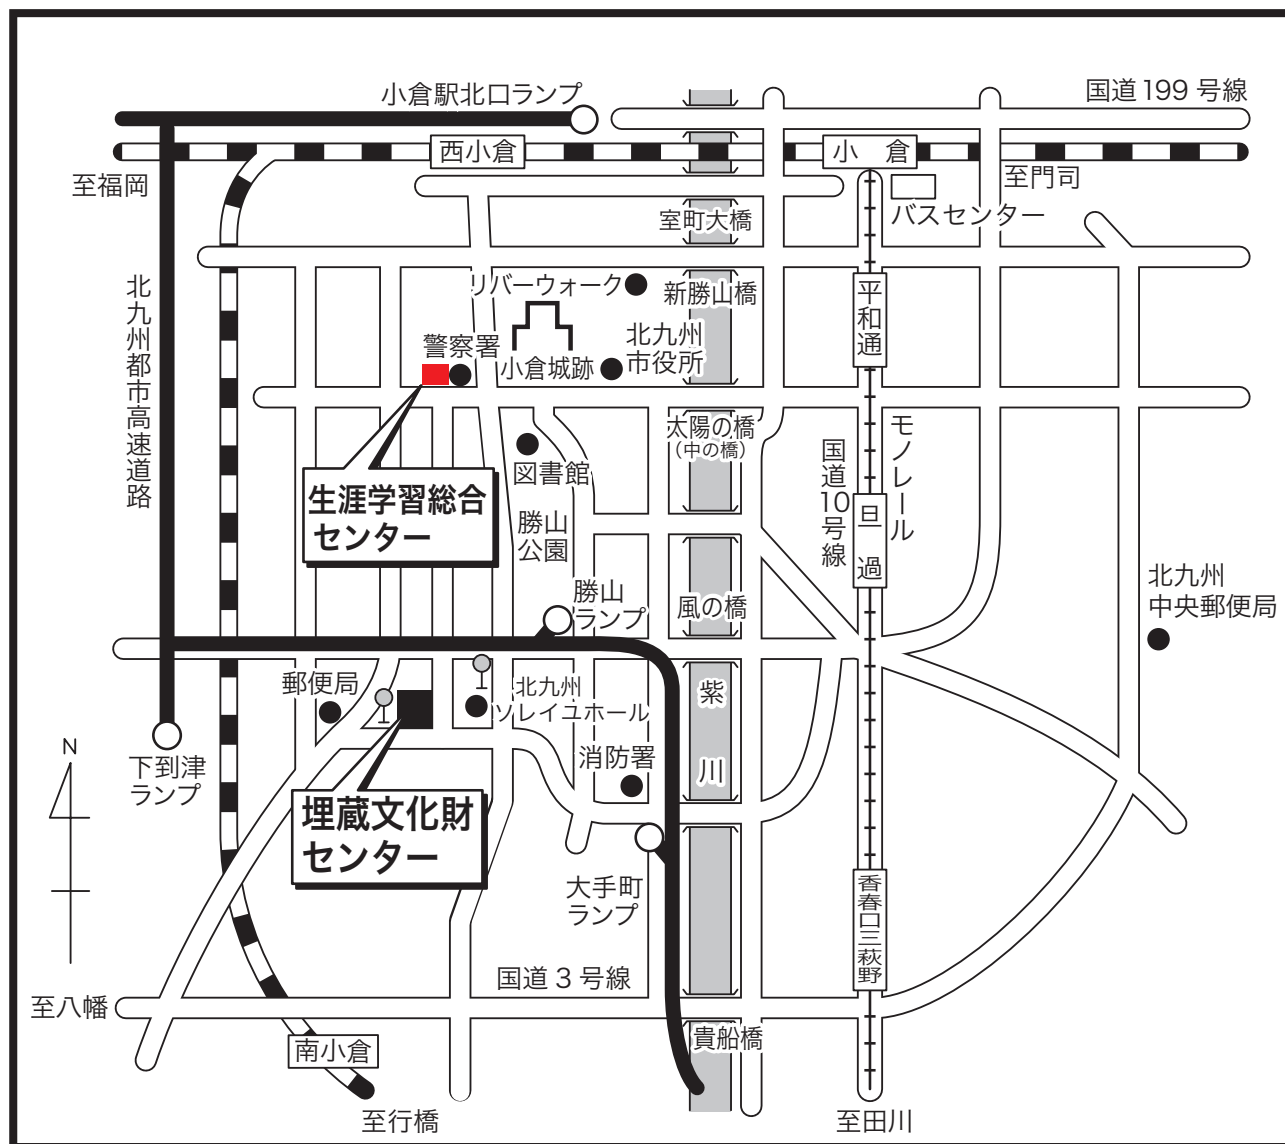 小倉駅北口ランプ
国道199号線
西小倉
小倉
至福岡
至門司
バスセンター
室町大橋
北九州都市高速道路
リバーウォーク
新勝山橋
平和通
警察署
小倉城跡
北九州
市役所
太陽の橋
(中の橋)
モノレール
国道10号線
図書館
生涯学習総合
センター
旦過
勝山
公園
勝山
ランプ
風の橋
北九州
中央郵便局
郵便局
北九州
ソレイユホール
紫川
N
下到津
ランプ
消防署
埋蔵文化財
センター
大手町
ランプ
香春口三萩野
国道3号線
至八幡
南小倉
貴船橋
至行橋
至田川